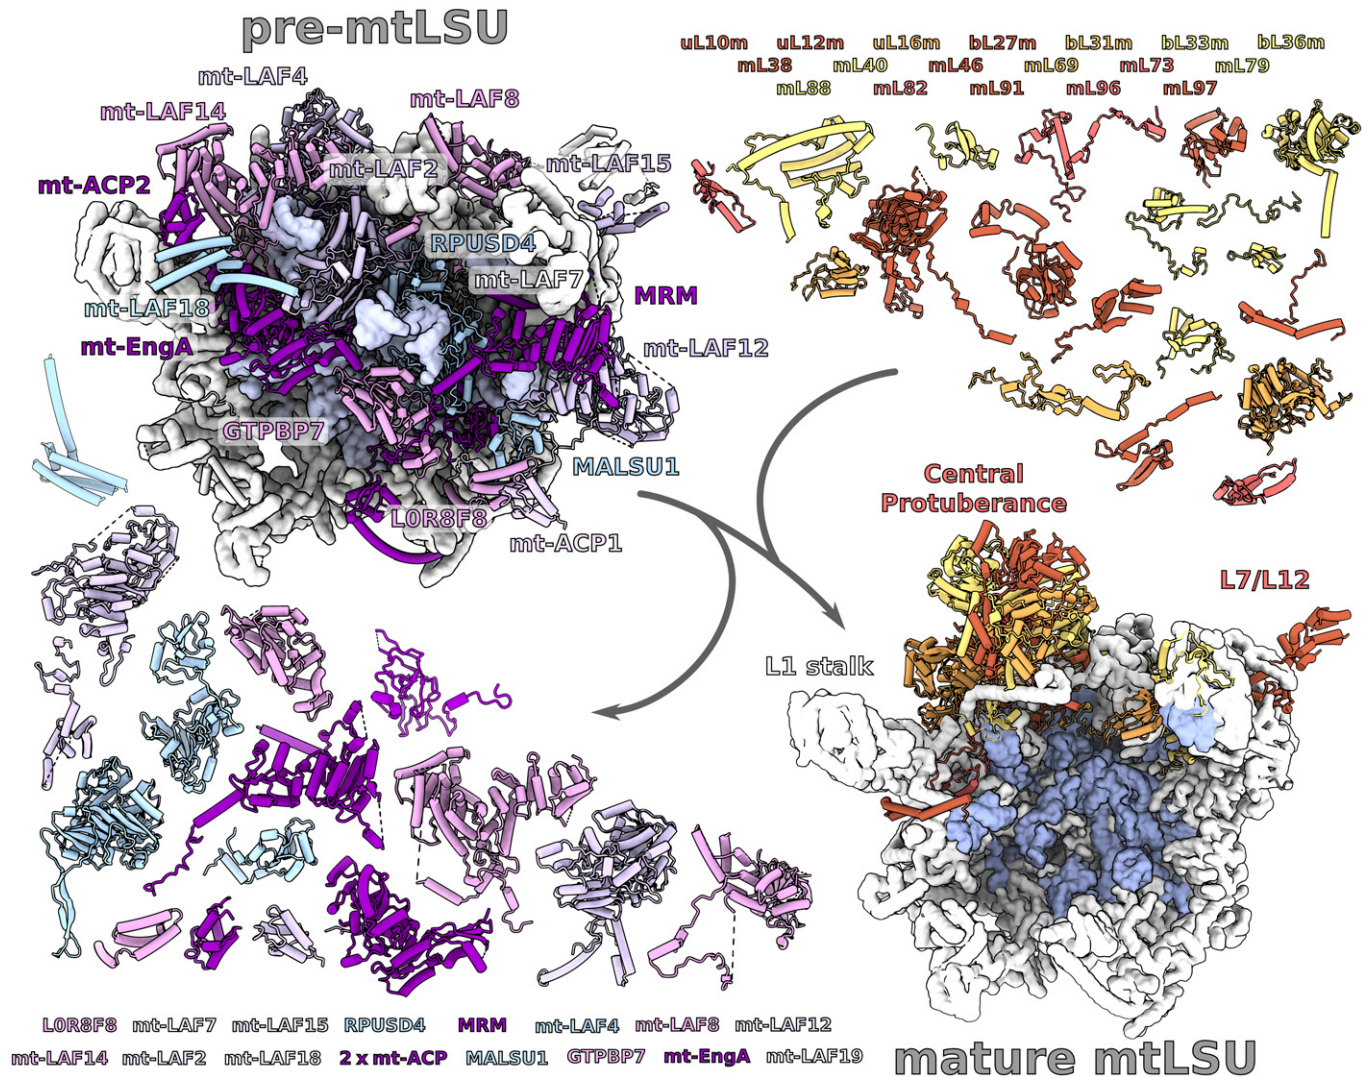 pre-mtLSU
uL10m uL12m uL16m bL27m bL31m bL33m bL36m
mL38 mL40 mL46 mL69 mL73 mL79
mL88 mL82 mL91 mL96 mL97
mt-LAF4
mt-LAF14
mt-LAF8
mt-LAF2
mt-LAF15
mt-ACP2
RPUSD4
mt-LAF7
MRM
mt-LAF18
mt-EngA
mt-LAF12
GTPBP7
MALSU1
L0R8F8
mt-ACP1
Central
Protuberance
L7/L12
L1 stalk
L0R8F8 mt-LAF7 mt-LAF15 RPUSD4 MRM mt-LAF4 mt-LAF8 mt-LAF12
mt-LAF14 mt-LAF2 mt-LAF18 2 x mt-ACP MALSU1 GTPBP7 mt-EngA mt-LAF19
mature mtLSU